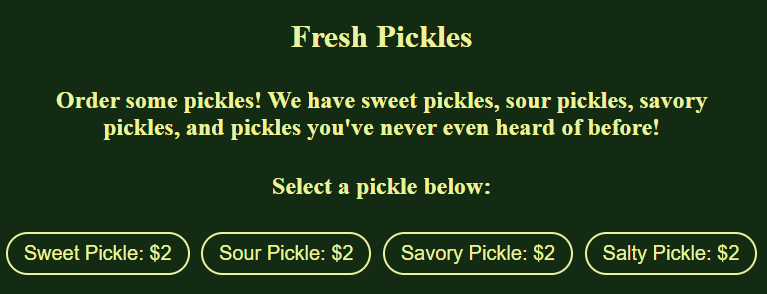 Fresh Pickles
Order some pickles! We have sweet pickles, sour pickles, savory
pickles, and pickles you've never even heard of before!
Select a pickle below:
Sweet Pickle: $2 Sour Pickle: $2 Savory Pickle: $2 Salty Pickle: $2